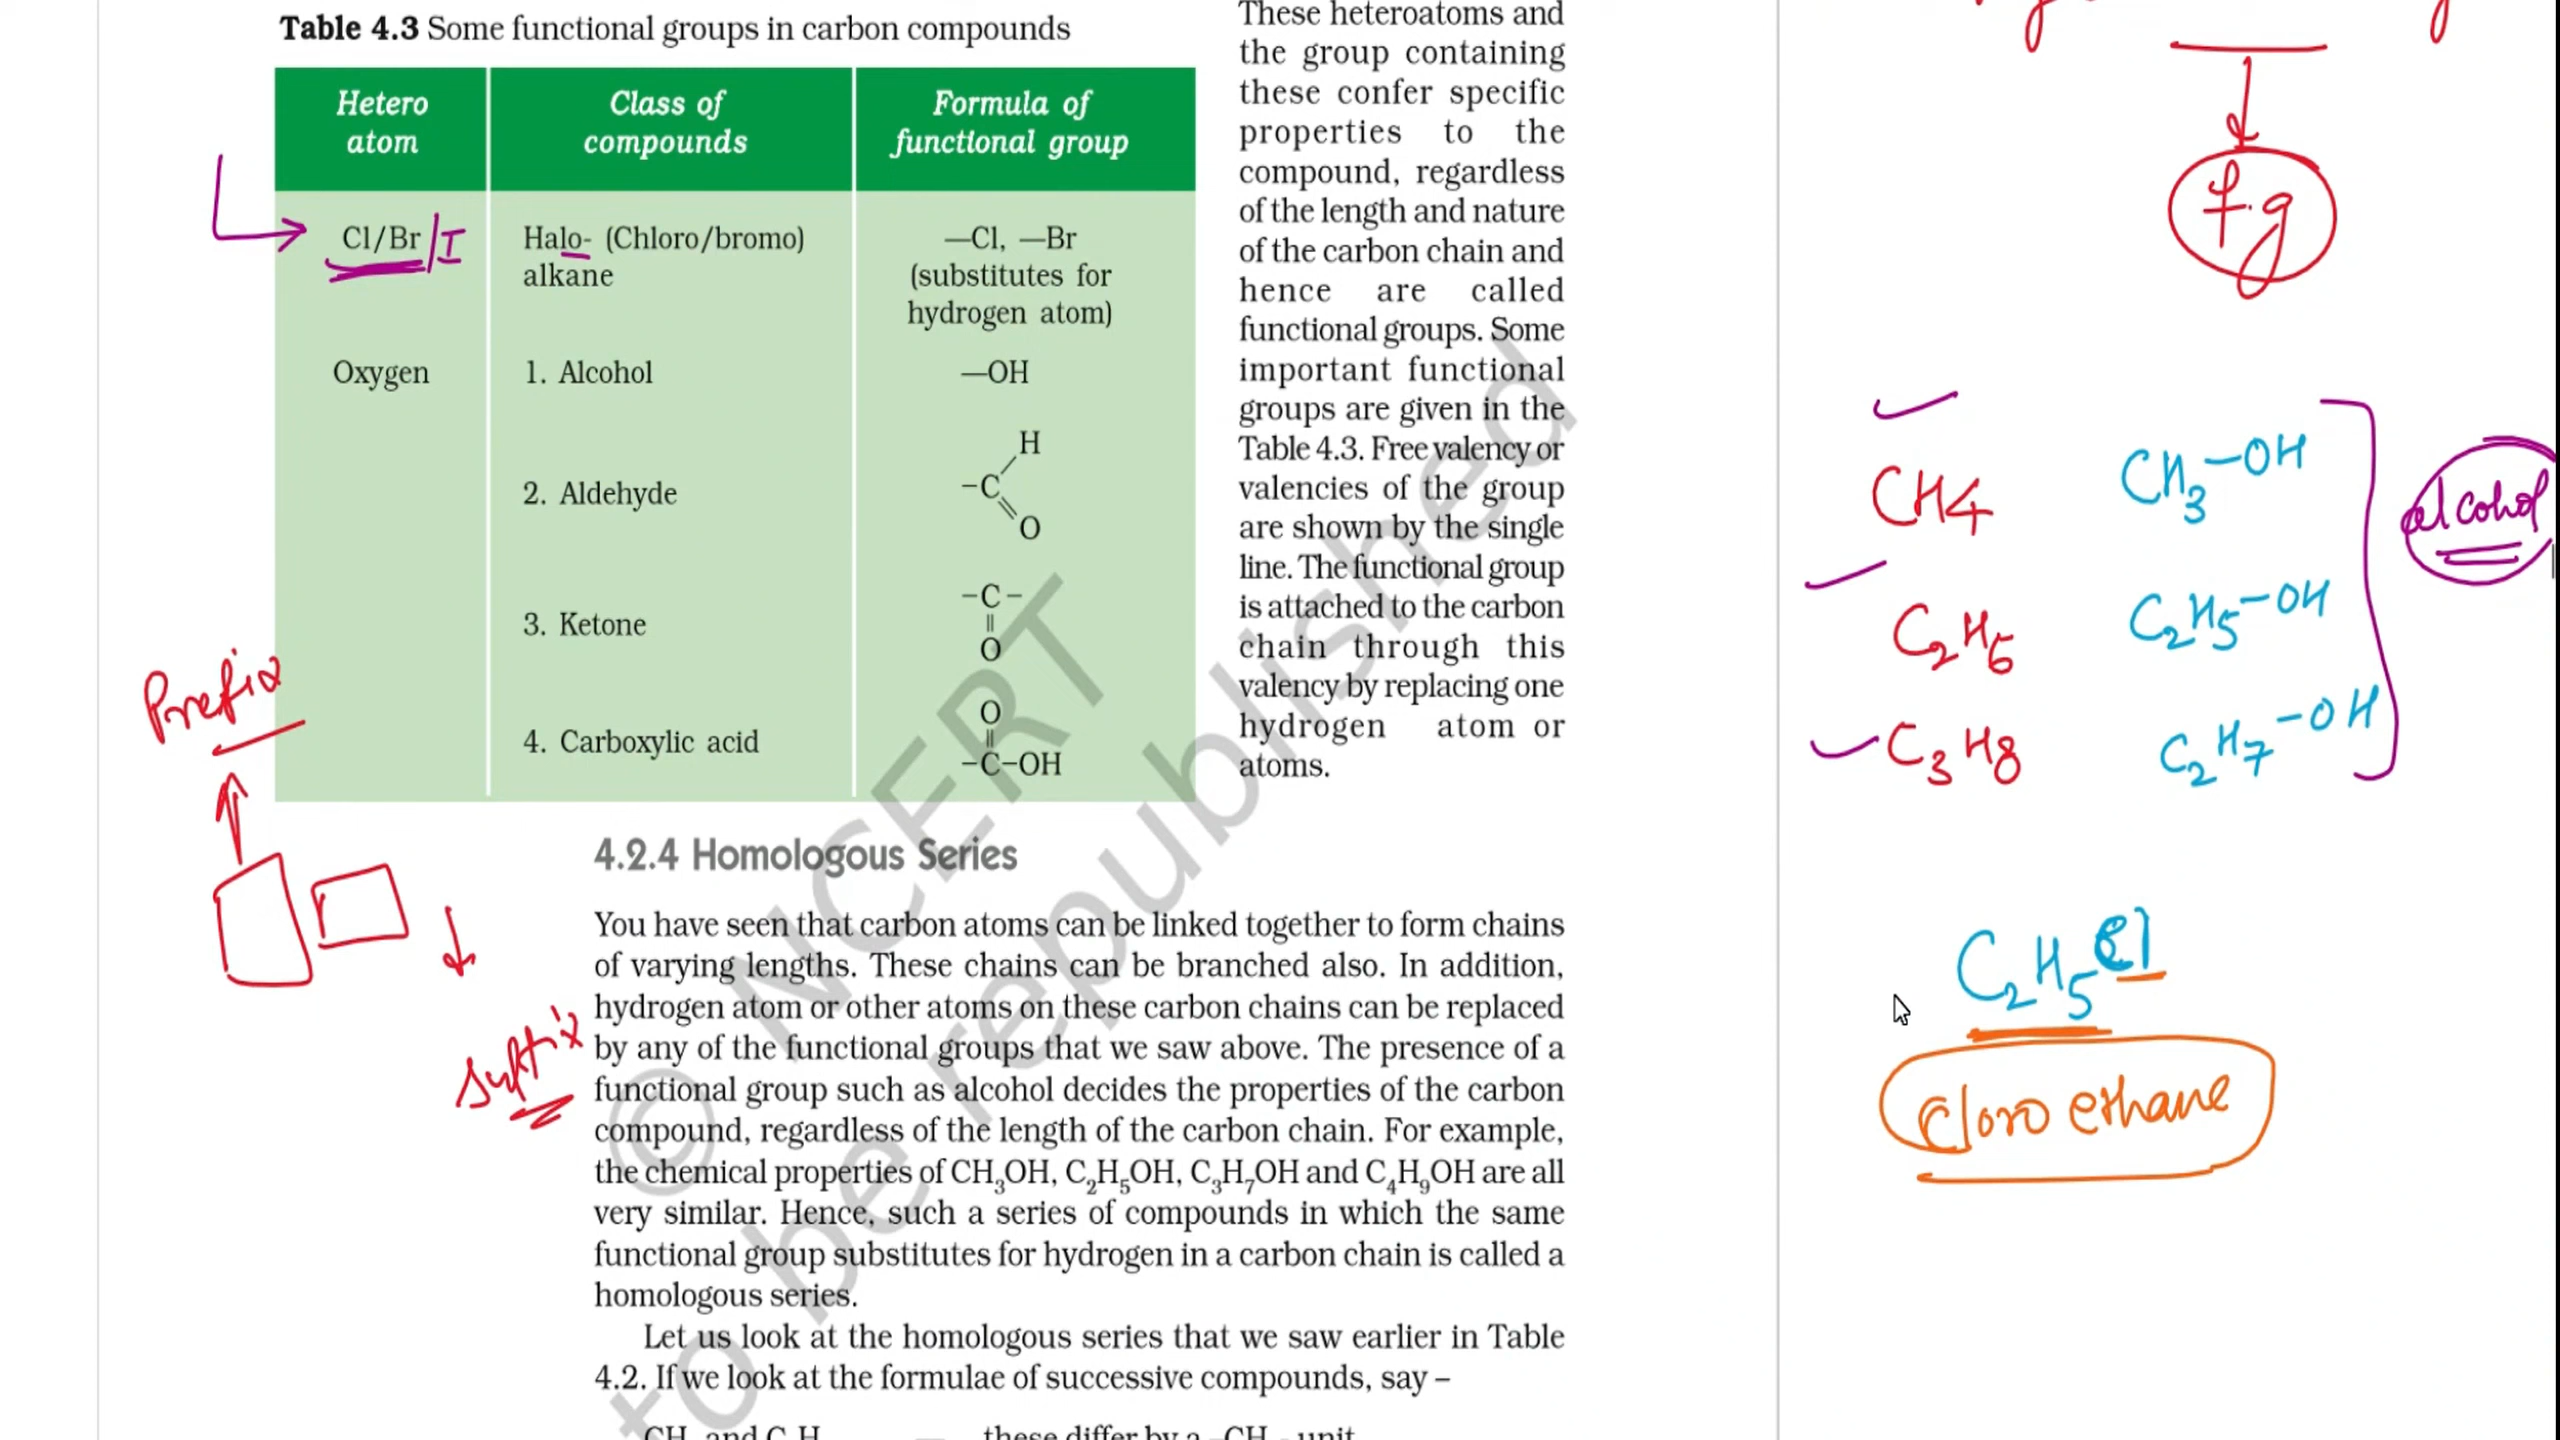 Table 4.3 Some functional groups in carbon compounds
Hetero atom
Class of compounds
Formula of functional group
Cl/Br/I
Halo- (Chloro/bromo) alkane
—Cl, —Br
(substitutes for
hydrogen atom)
Oxygen
1. Alcohol
—OH
2. Aldehyde
H
-C
O
3. Ketone
-C-
O
4. Carboxylic acid
O
-C-OH
These heteroatoms and
the group containing
these confer specific
properties to the
compound, regardless
of the length and nature
of the carbon chain and
hence are called
functional groups. Some
important functional
groups are given in the
Table 4.3. Free valency or
valencies of the group
are shown by the single
line. The functional group
is attached to the carbon
chain through this
valency by replacing one
hydrogen atom or
atoms.
Prefix
Suffix
4.2.4 Homologous Series
You have seen that carbon atoms can be linked together to form chains
of varying lengths. These chains can be branched also. In addition,
hydrogen atom or other atoms on these carbon chains can be replaced
by any of the functional groups that we saw above. The presence of a
functional group such as alcohol decides the properties of the carbon
compound, regardless of the length of the carbon chain. For example,
the chemical properties of CH₃OH, C₂H₅OH, C₃H₇OH and C₄H₉OH are all
very similar. Hence, such a series of compounds in which the same
functional group substitutes for hydrogen in a carbon chain is called a
homologous series.
Let us look at the homologous series that we saw earlier in Table
4.2. If we look at the formulae of successive compounds, say –
these differ by a -CH₂- unit
© NCERT
to be republished
f.g
CH4 CH₃-OH
C₂H₆ C₂H₅-OH
C₃H₈ C₂H₇-OH
alcohol
C₂H₅Cl
Cloro ethane